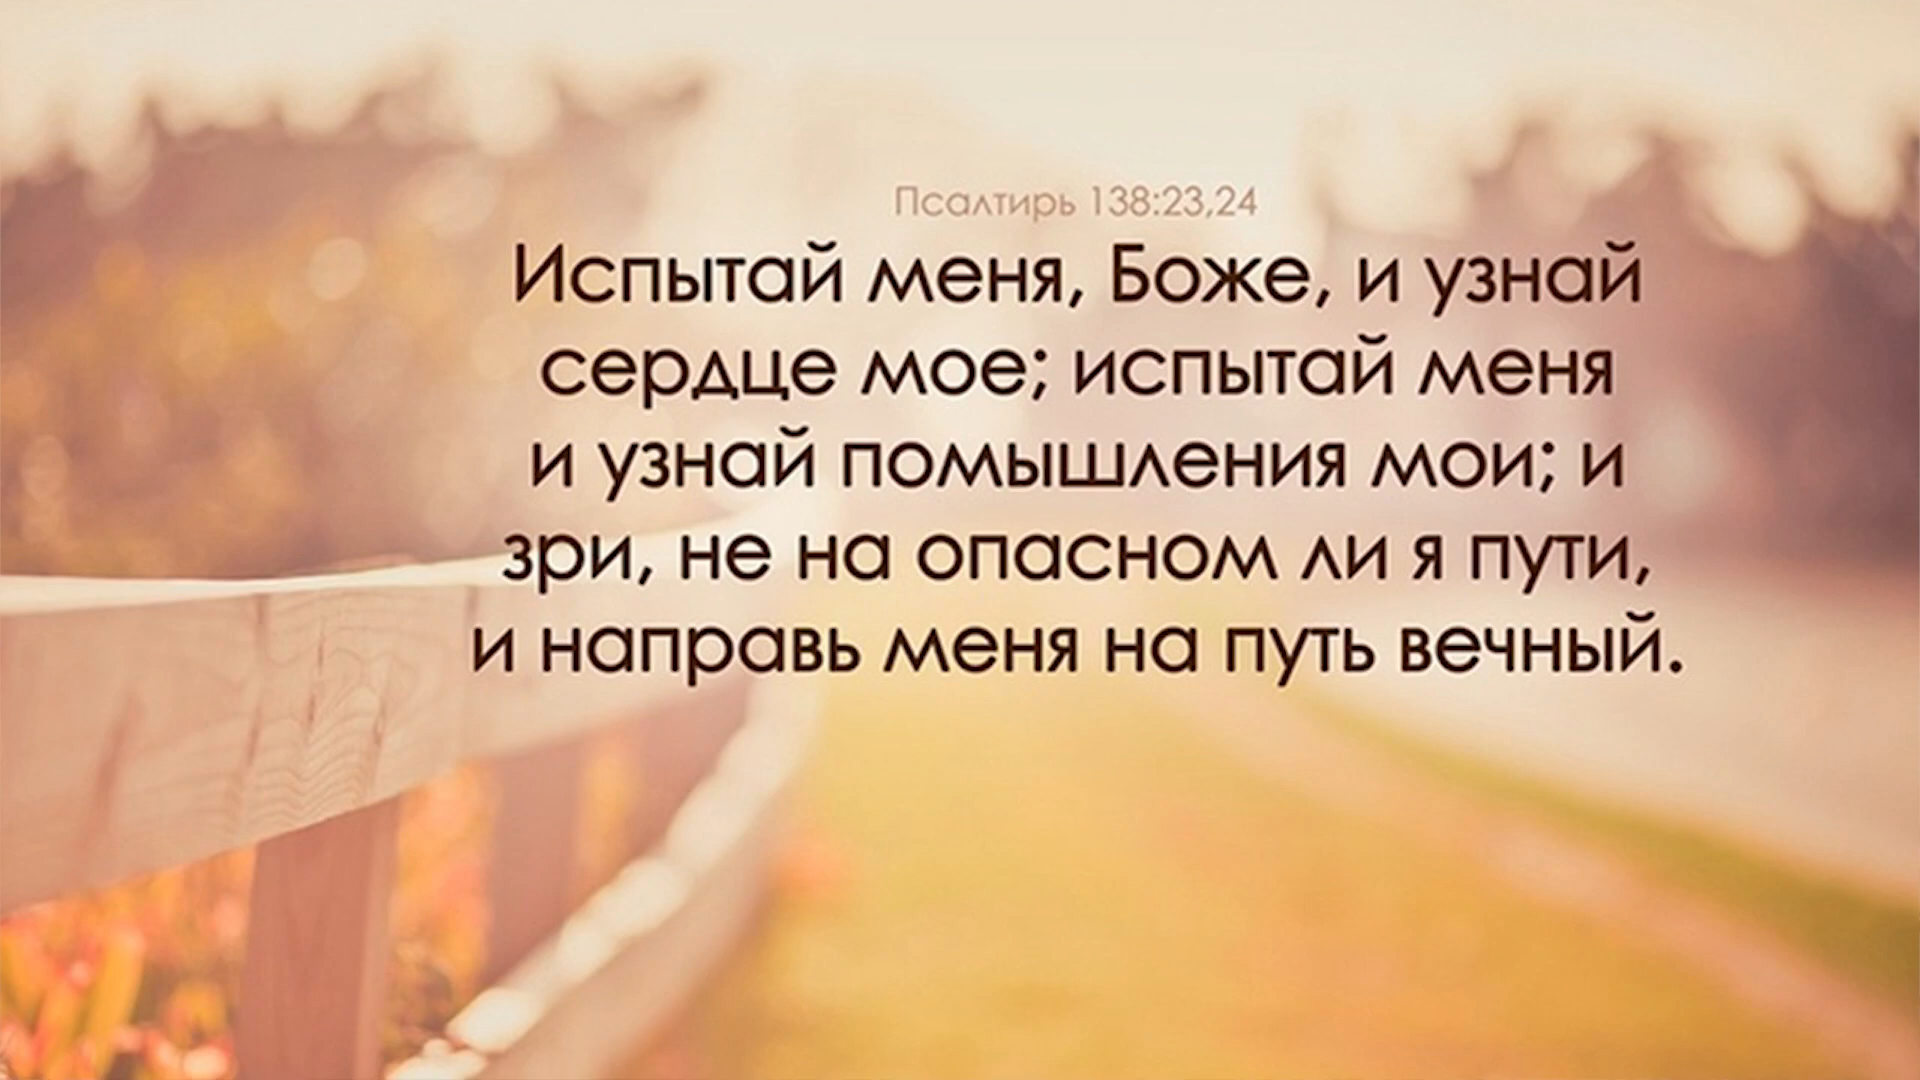 Псалтирь 138:23,24
Испытай меня, Боже, и узнай
сердце мое; испытай меня
и узнай помышления мои; и
зри, не на опасном ли я пути,
и направь меня на путь вечный.